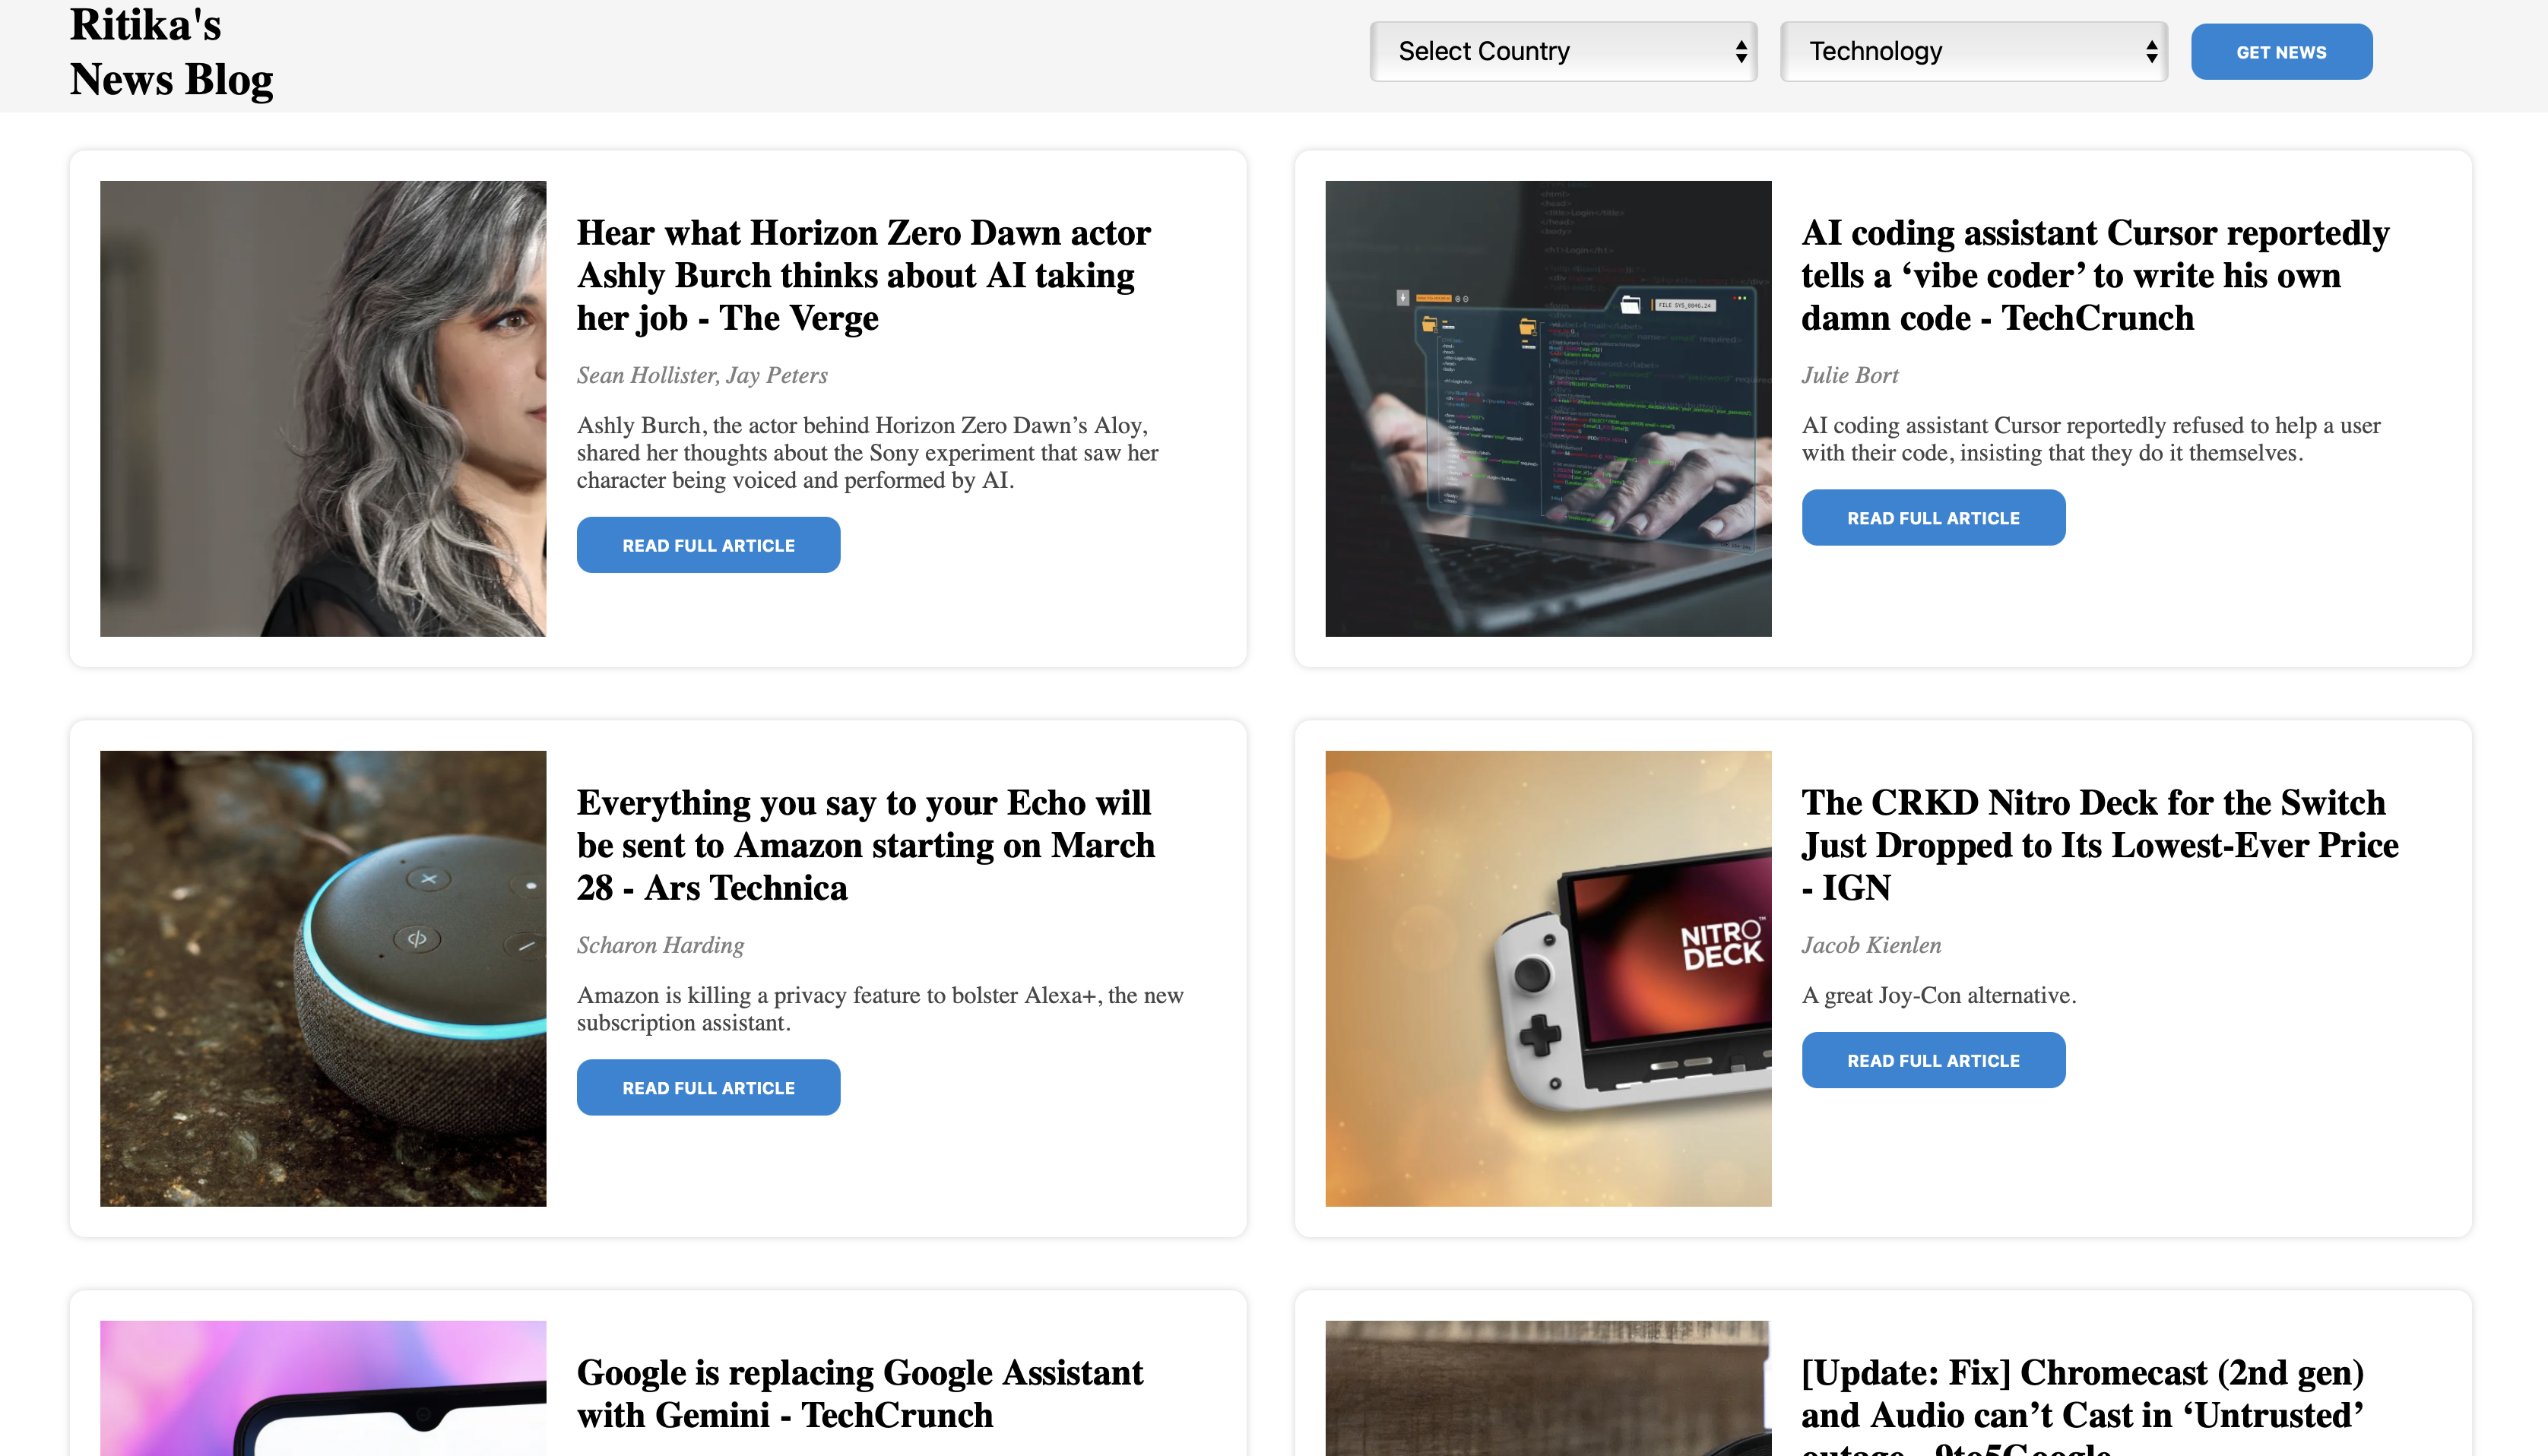 Ritika's
News Blog
Select Country
Technology
GET NEWS
Hear what Horizon Zero Dawn actor
Ashly Burch thinks about AI taking
her job - The Verge
Sean Hollister, Jay Peters
Ashly Burch, the actor behind Horizon Zero Dawn’s Aloy,
shared her thoughts about the Sony experiment that saw her
character being voiced and performed by AI.
READ FULL ARTICLE
FILE SYS_0046.24
AI coding assistant Cursor reportedly
tells a ‘vibe coder’ to write his own
damn code - TechCrunch
Julie Bort
AI coding assistant Cursor reportedly refused to help a user
with their code, insisting that they do it themselves.
READ FULL ARTICLE
Everything you say to your Echo will
be sent to Amazon starting on March
28 - Ars Technica
Scharon Harding
Amazon is killing a privacy feature to bolster Alexa+, the new
subscription assistant.
READ FULL ARTICLE
NITRO
DECK™
The CRKD Nitro Deck for the Switch
Just Dropped to Its Lowest-Ever Price
- IGN
Jacob Kienlen
A great Joy-Con alternative.
READ FULL ARTICLE
Google is replacing Google Assistant
with Gemini - TechCrunch
[Update: Fix] Chromecast (2nd gen)
and Audio can’t Cast in ‘Untrusted’
outage - 9to5Google